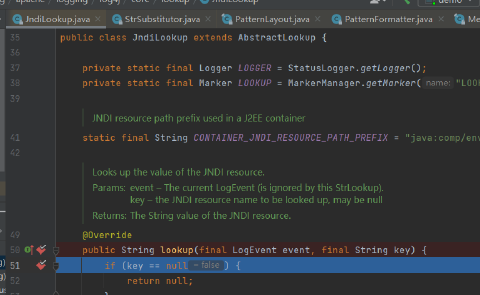 logging log4j core lookup JndiLookup demo
JndiLookup.java StrSubstitutor.java PatternLayout.java PatternFormatter.java Me
35 public class JndiLookup extends AbstractLookup {
36
37 private static final Logger LOGGER = StatusLogger.getLogger();
38 private static final Marker LOOKUP = MarkerManager.getMarker( name: "LOO
39
JNDI resource path prefix used in a J2EE container
41 static final String CONTAINER_JNDI_RESOURCE_PATH_PREFIX = "java:comp/env
42
Looks up the value of the JNDI resource.
Params: event – The current LogEvent (is ignored by this StrLookup).
key – the JNDI resource name to be looked up, may be null
Returns: The String value of the JNDI resource.
49 @Override
50 public String lookup(final LogEvent event, final String key) {
51 if (key == null = false ) {
52 return null;
53 }